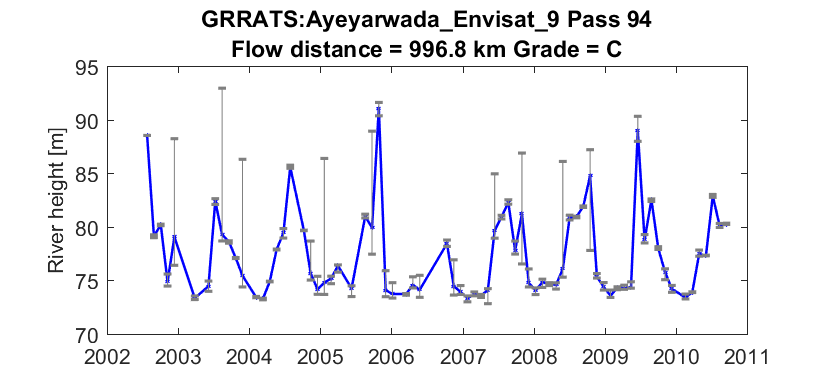 GRRATS:Ayeyarwada_Envisat_9 Pass 94
Flow distance = 996.8 km Grade = C
River height [m]
95
90
85
80
75
70
2002 2003 2004 2005 2006 2007 2008 2009 2010 2011